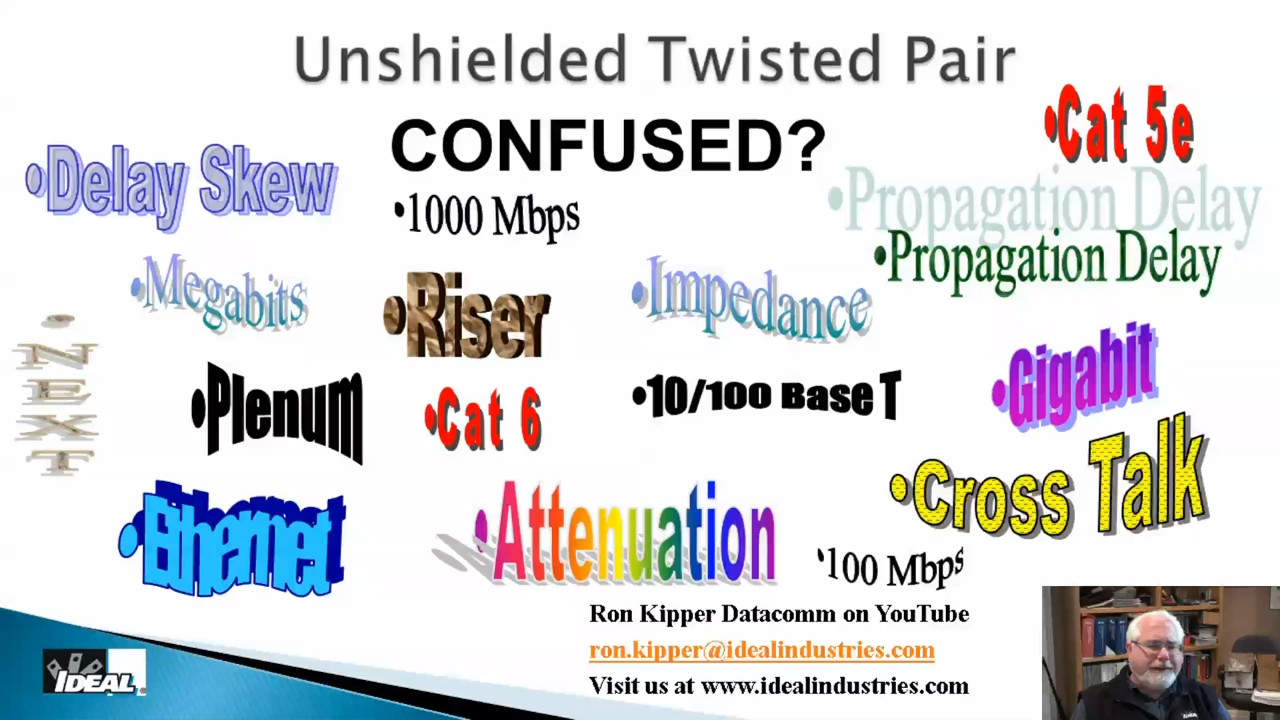 Unshielded Twisted Pair
CONFUSED?
•Cat 5e
•Delay Skew
•1000 Mbps
•Propagation Delay
•Propagation Delay
•Megabits
•Riser
•Impedance
•NEXT
•Plenum
•Cat 6
•10/100 Base T
•Gigabit
•Cross Talk
•Ethernet
•Attenuation
•100 Mbps
Ron Kipper Datacomm on YouTube
ron.kipper@idealindustries.com
Visit us at www.idealindustries.com
IDEAL
IDEAL